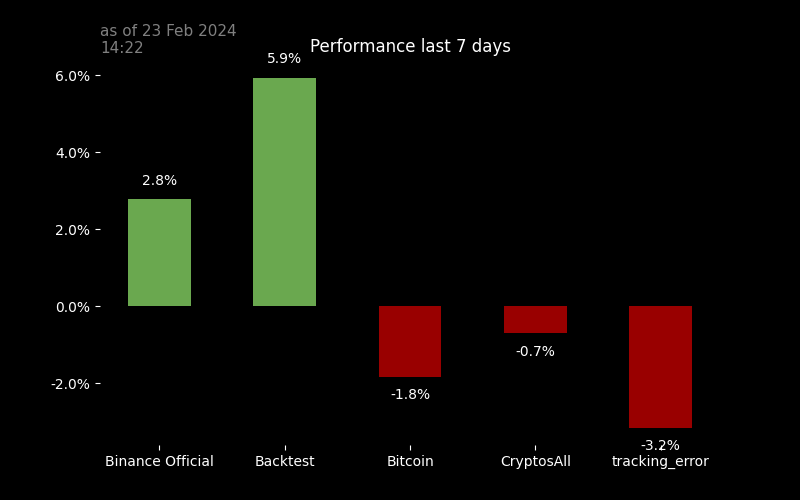 as of 23 Feb 2024
14:22
Performance last 7 days
6.0%
4.0%
2.0%
0.0%
-2.0%
2.8%
5.9%
-1.8%
-0.7%
-3.2%
Binance Official
Backtest
Bitcoin
CryptosAll
tracking_error